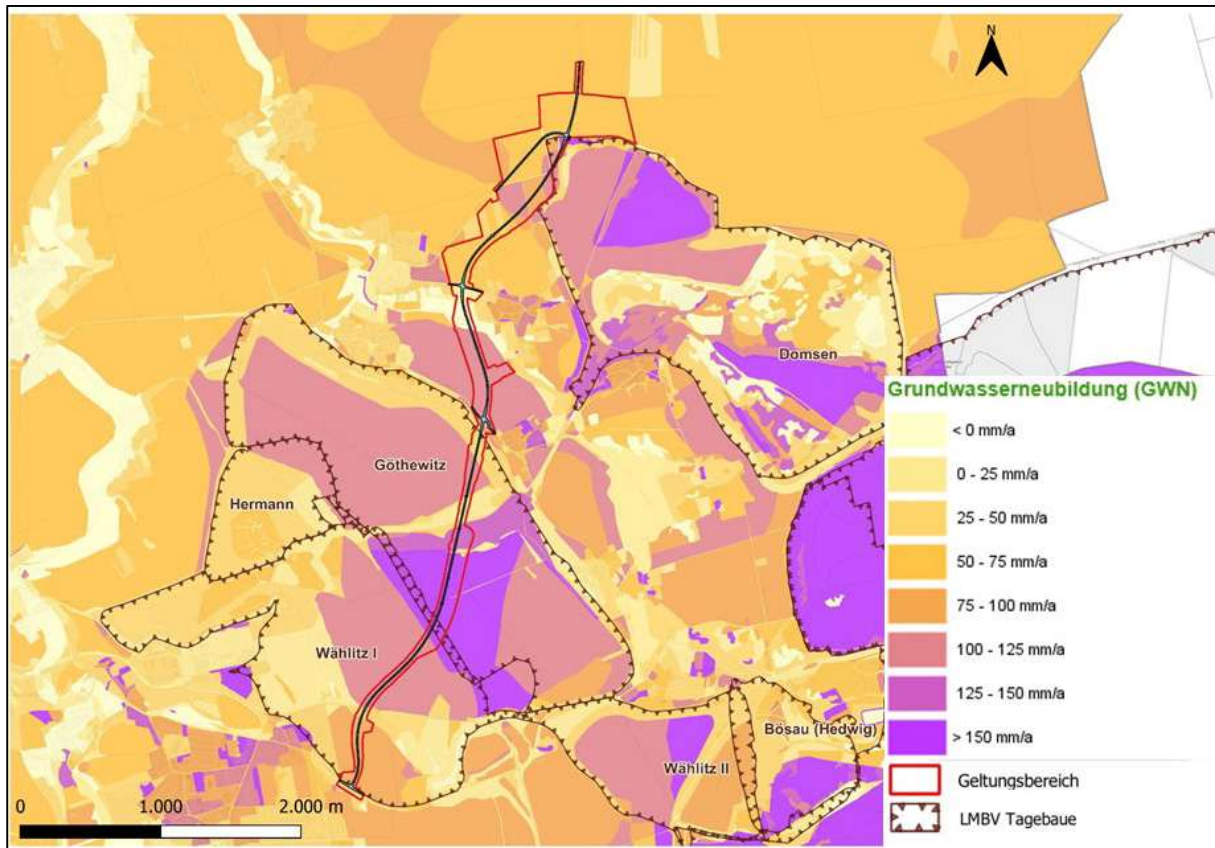 N
Domsen
Göthewitz
Hermann
Wählitz I
Bösau (Hedwig)
Wählitz II
0 1.000 2.000 m
Grundwasserneubildung (GWN)
< 0 mm/a
0 - 25 mm/a
25 - 50 mm/a
50 - 75 mm/a
75 - 100 mm/a
100 - 125 mm/a
125 - 150 mm/a
> 150 mm/a
Geltungsbereich
LMBV Tagebaue